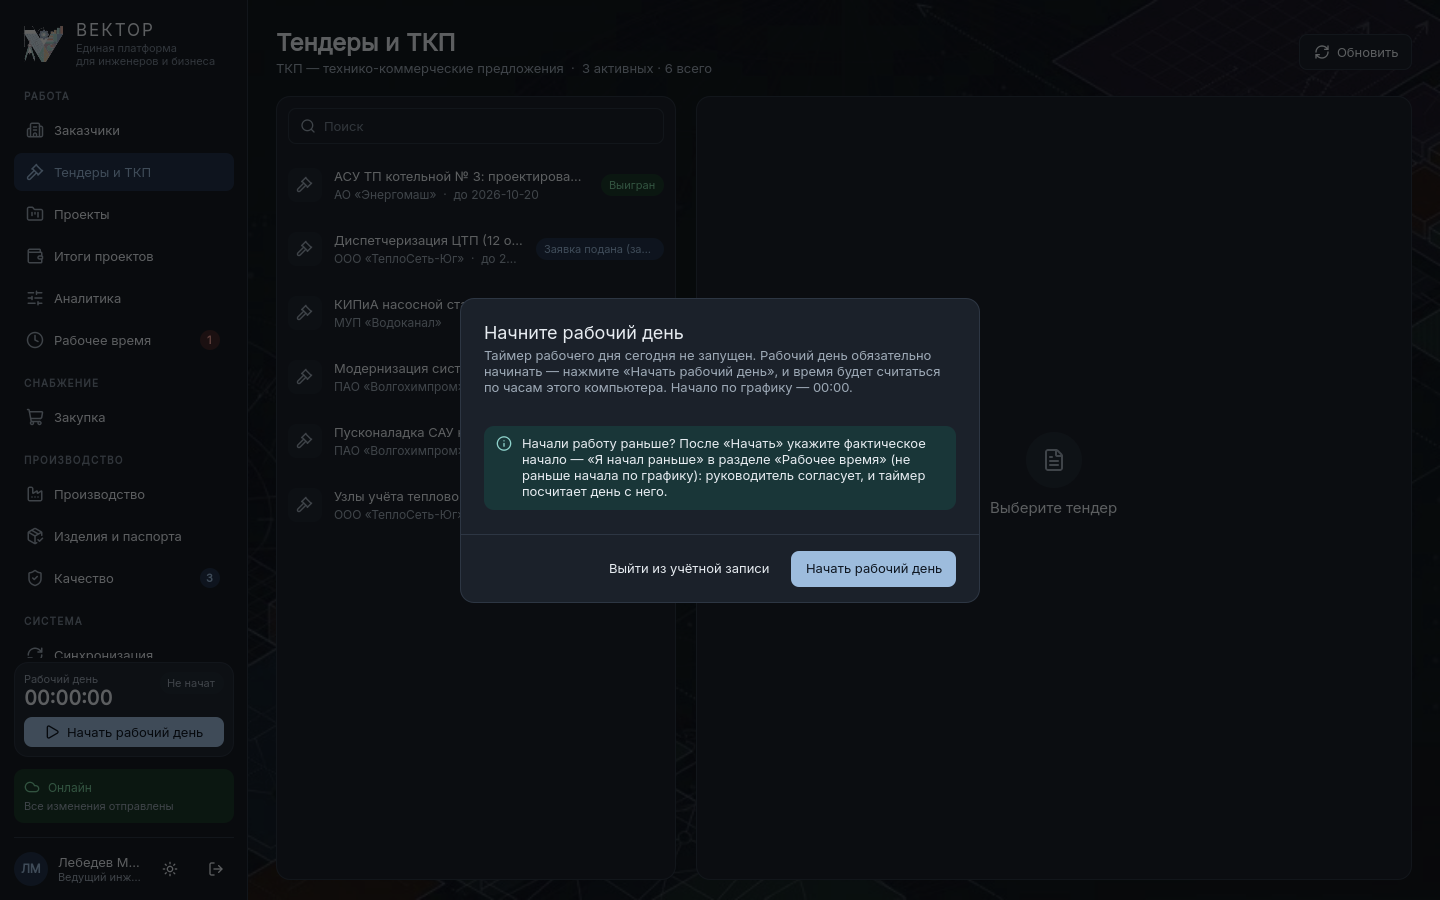 ВЕКТОР
Единая платформа
для инженеров и бизнеса
РАБОТА
Заказчики
Тендеры и ТКП
Проекты
Итоги проектов
Аналитика
Рабочее время
1
СНАБЖЕНИЕ
Закупка
ПРОИЗВОДСТВО
Производство
Изделия и паспорта
Качество
3
СИСТЕМА
Синхронизация
Рабочий день
Не начат
00:00:00
Начать рабочий день
Онлайн
Все изменения отправлены
ЛМ
Лебедев М...
Ведущий инж...
Тендеры и ТКП
ТКП — технико-коммерческие предложения · 3 активных · 6 всего
Обновить
Поиск
АСУ ТП котельной № 3: проектирова...
АО «Энергомаш» · до 2026-10-20
Выигран
Диспетчеризация ЦТП (12 о...
ООО «ТеплоСеть-Юг» · до 2...
Заявка подана (за...
КИПиА насосной
МУП «Водоканал»
Модернизация
ПАО «Волгохимпром»
Пусконаладка САУ
ПАО «Волгохимпром»
Узлы учёта
ООО «ТеплоСеть-Юг»
Выберите тендер
Начните рабочий день
Таймер рабочего дня сегодня не запущен. Рабочий день обязательно
начинать — нажмите «Начать рабочий день», и время будет считаться
по часам этого компьютера. Начало по графику — 00:00.
Начали работу раньше? После «Начать» укажите фактическое
начало — «Я начал раньше» в разделе «Рабочее время» (не
раньше начала по графику): руководитель согласует, и таймер
посчитает день с него.
Выйти из учётной записи
Начать рабочий день